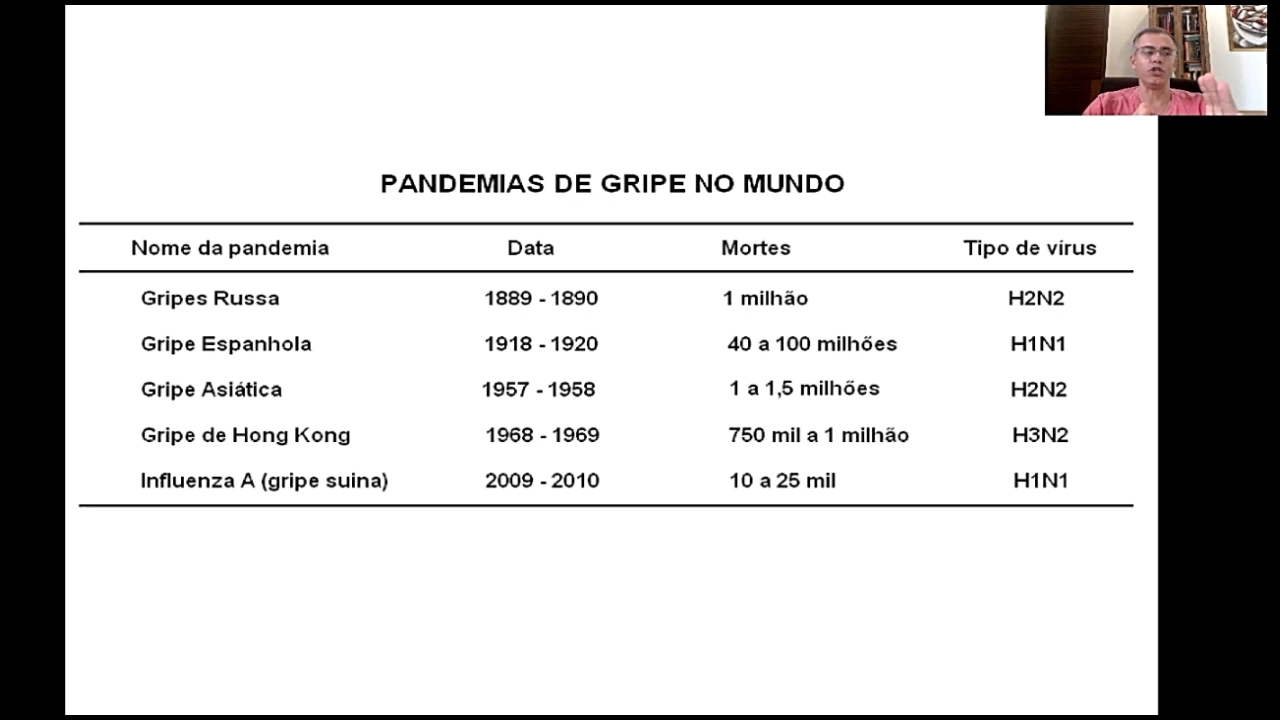 PANDEMIAS DE GRIPE NO MUNDO
Nome da pandemia Data Mortes Tipo de vírus
Gripes Russa 1889 - 1890 1 milhão H2N2
Gripe Espanhola 1918 - 1920 40 a 100 milhões H1N1
Gripe Asiática 1957 - 1958 1 a 1,5 milhões H2N2
Gripe de Hong Kong 1968 - 1969 750 mil a 1 milhão H3N2
Influenza A (gripe suina) 2009 - 2010 10 a 25 mil H1N1